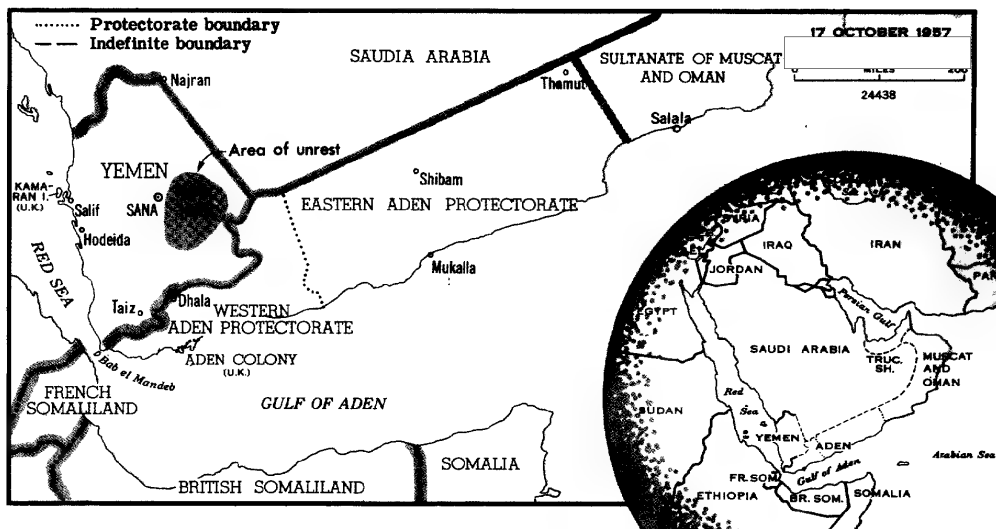 Protectorate boundary
Indefinite boundary
17 OCTOBER 1957
0 MILES 200
24438
SAUDIA ARABIA
SULTANATE OF MUSCAT
AND OMAN
Najran
Thamut
Salala
Area of unrest
YEMEN
KAMA-
RAN I.
(U.K.)
Salif
SANA
Shibam
EASTERN ADEN PROTECTORATE
Hodeida
RED SEA
Mukalla
Dhala
Taiz
WESTERN
ADEN PROTECTORATE
ADEN COLONY
(U.K.)
Bab el Mandeb
FRENCH
SOMALILAND
GULF OF ADEN
SOMALIA
BRITISH SOMALILAND
IRAQ
IRAN
JORDAN
Persian Gulf
EGYPT
SAUDI ARABIA
TRUC.
SH.
MUSCAT
AND
OMAN
Red
Sea
SUDAN
YEMEN
ADEN
Arabian Sea
Gulf of Aden
FR. SOM.
ETHIOPIA
BR. SOM.
SOMALIA